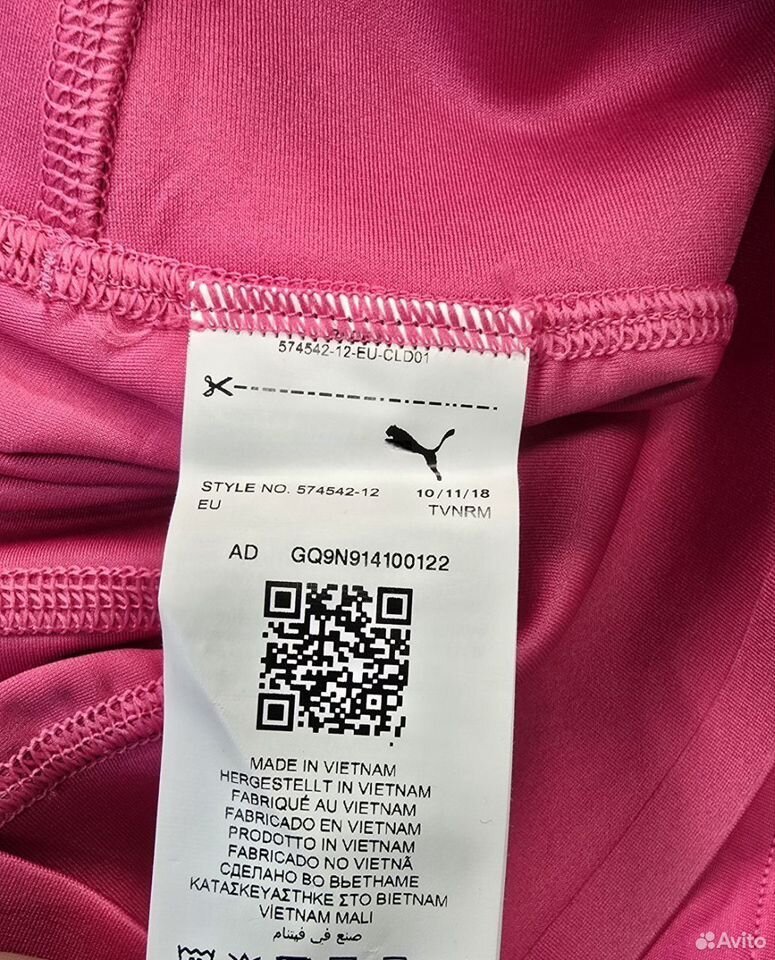 574542-12-EU-CLD01
STYLE NO. 574542-12 10/11/18
EU TVNRM
AD GQ9N914100122
MADE IN VIETNAM
HERGESTELLT IN VIETNAM
FABRIQUÉ AU VIETNAM
FABRICADO EN VIETNAM
PRODOTTO IN VIETNAM
FABRICADO NO VIETNÃ
СДЕЛАНО ВО ВЬЕТНАМЕ
ΚΑΤΑΣΚΕΥΑΣΤΗΚΕ ΣΤΟ ΒΙΕΤΝΑΜ
VİETNAM MALI
صنع في فيتنام
Avito